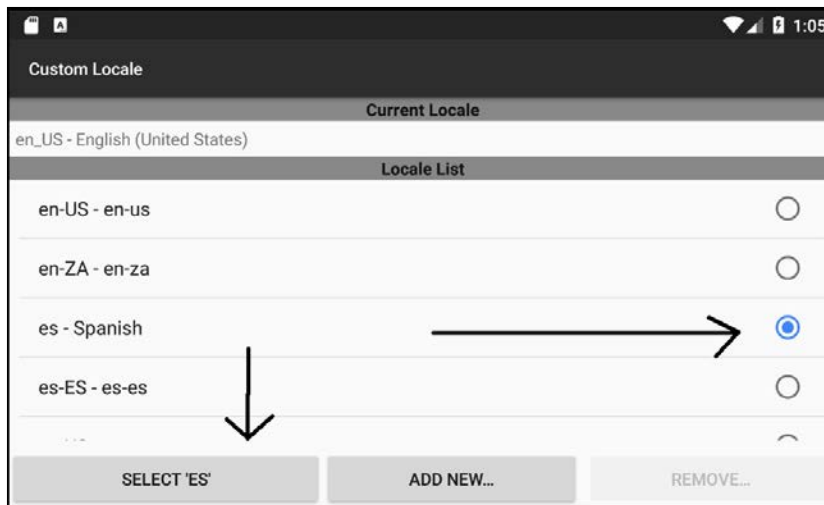 A 1:05
Custom Locale
Current Locale
en_US - English (United States)
Locale List
en-US - en-us
en-ZA - en-za
es - Spanish
es-ES - es-es
SELECT 'ES' ADD NEW... REMOVE...